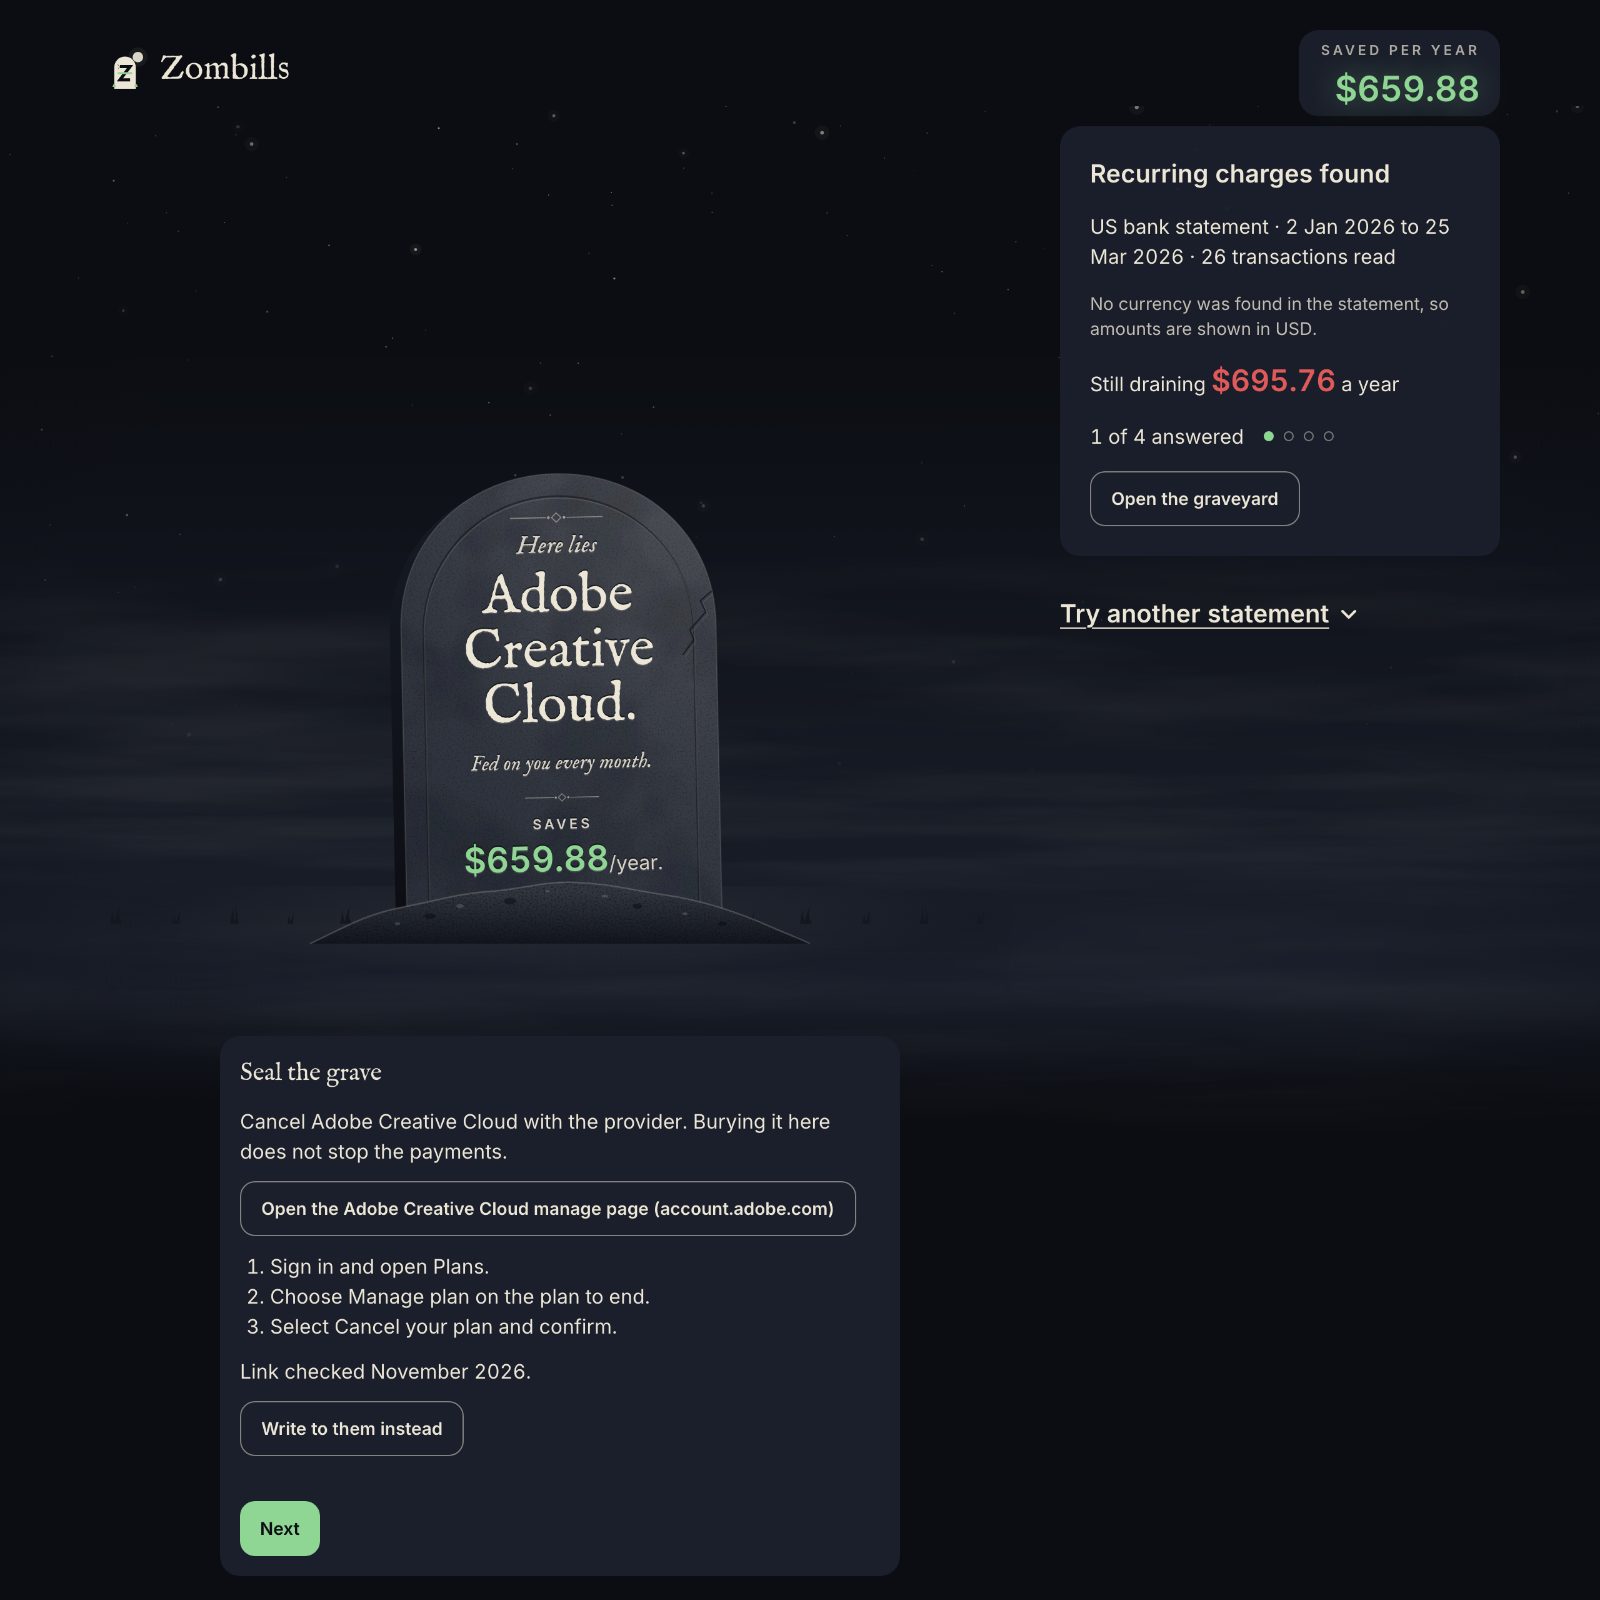 Zombills
SAVED PER YEAR
$659.88
Recurring charges found
US bank statement · 2 Jan 2026 to 25
Mar 2026 · 26 transactions read
No currency was found in the statement, so
amounts are shown in USD.
Still draining $695.76 a year
1 of 4 answered
Open the graveyard
Try another statement
Here lies
Adobe
Creative
Cloud.
Fed on you every month.
SAVES
$659.88/year.
Seal the grave
Cancel Adobe Creative Cloud with the provider. Burying it here
does not stop the payments.
Open the Adobe Creative Cloud manage page (account.adobe.com)
1. Sign in and open Plans.
2. Choose Manage plan on the plan to end.
3. Select Cancel your plan and confirm.
Link checked November 2026.
Write to them instead
Next